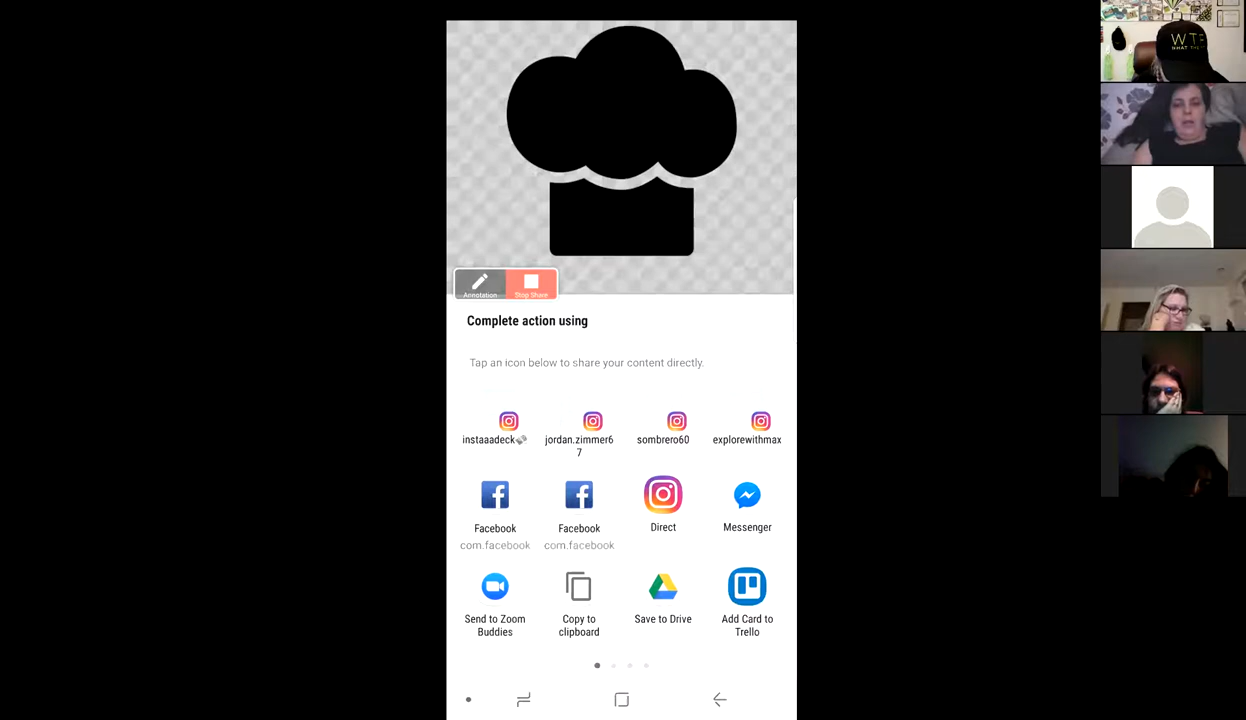 WTF
Annotation
Stop Share
Complete action using
Tap an icon below to share your content directly.
instaaadeck
jordan.zimmer6
7
sombrero60
explorewithmax
Facebook
com.facebook
Facebook
com.facebook
Direct
Messenger
Send to Zoom
Buddies
Copy to
clipboard
Save to Drive
Add Card to
Trello